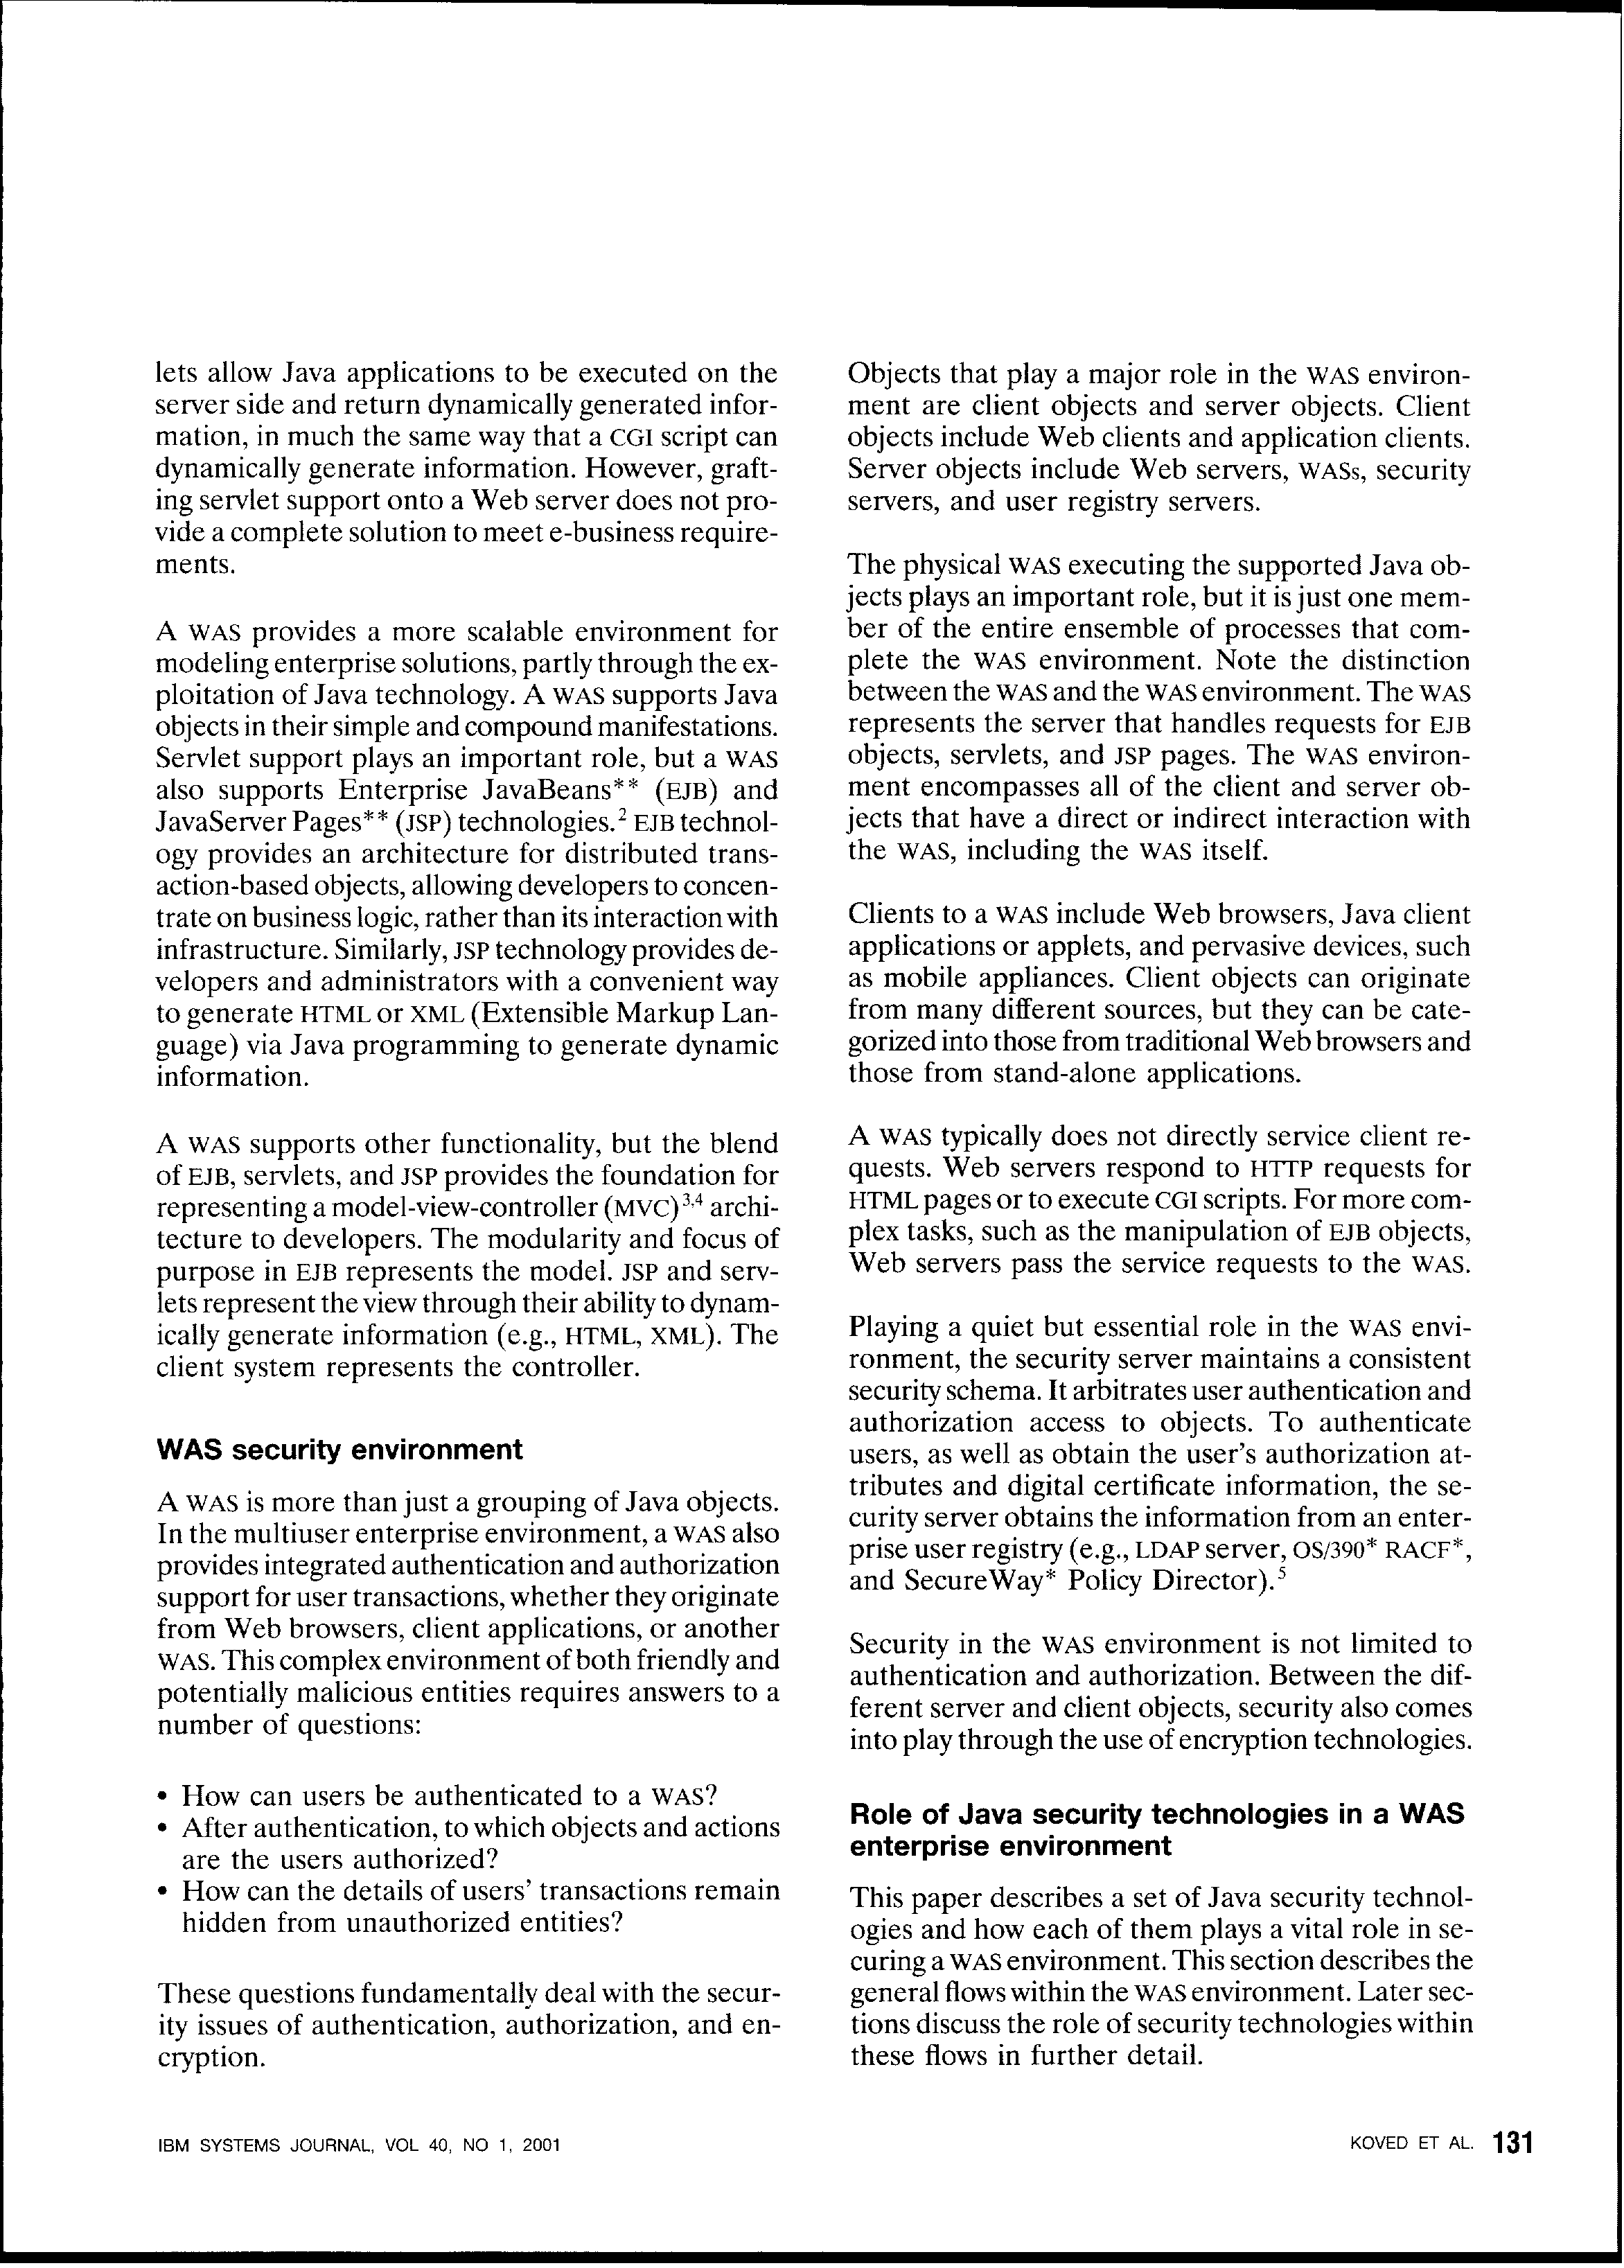 lets allow Java applications to be executed on the
server side and return dynamically generated infor-
mation, in much the same way that a CGI script can
dynamically generate information. However, graft-
ing servlet support onto a Web server does not pro-
vide a complete solution to meet e-business require-
ments.
A WAS provides a more scalable environment for
modeling enterprise solutions, partly through the ex-
ploitation of Java technology. A WAS supports Java
objects in their simple and compound manifestations.
Servlet support plays an important role, but a WAS
also supports Enterprise JavaBeans** (EJB) and
JavaServer Pages** (JSP) technologies.² EJB technol-
ogy provides an architecture for distributed trans-
action-based objects, allowing developers to concen-
trate on business logic, rather than its interaction with
infrastructure. Similarly, JSP technology provides de-
velopers and administrators with a convenient way
to generate HTML or XML (Extensible Markup Lan-
guage) via Java programming to generate dynamic
information.
A WAS supports other functionality, but the blend
of EJB, servlets, and JSP provides the foundation for
representing a model-view-controller (MVC)³,⁴ archi-
tecture to developers. The modularity and focus of
purpose in EJB represents the model. JSP and serv-
lets represent the view through their ability to dynam-
ically generate information (e.g., HTML, XML). The
client system represents the controller.
WAS security environment
A WAS is more than just a grouping of Java objects.
In the multiuser enterprise environment, a WAS also
provides integrated authentication and authorization
support for user transactions, whether they originate
from Web browsers, client applications, or another
WAS. This complex environment of both friendly and
potentially malicious entities requires answers to a
number of questions:
• How can users be authenticated to a WAS?
• After authentication, to which objects and actions
are the users authorized?
• How can the details of users' transactions remain
hidden from unauthorized entities?
These questions fundamentally deal with the secur-
ity issues of authentication, authorization, and en-
cryption.
Objects that play a major role in the WAS environ-
ment are client objects and server objects. Client
objects include Web clients and application clients.
Server objects include Web servers, WASs, security
servers, and user registry servers.
The physical WAS executing the supported Java ob-
jects plays an important role, but it is just one mem-
ber of the entire ensemble of processes that com-
plete the WAS environment. Note the distinction
between the WAS and the WAS environment. The WAS
represents the server that handles requests for EJB
objects, servlets, and JSP pages. The WAS environ-
ment encompasses all of the client and server ob-
jects that have a direct or indirect interaction with
the WAS, including the WAS itself.
Clients to a WAS include Web browsers, Java client
applications or applets, and pervasive devices, such
as mobile appliances. Client objects can originate
from many different sources, but they can be cate-
gorized into those from traditional Web browsers and
those from stand-alone applications.
A WAS typically does not directly service client re-
quests. Web servers respond to HTTP requests for
HTML pages or to execute CGI scripts. For more com-
plex tasks, such as the manipulation of EJB objects,
Web servers pass the service requests to the WAS.
Playing a quiet but essential role in the WAS envi-
ronment, the security server maintains a consistent
security schema. It arbitrates user authentication and
authorization access to objects. To authenticate
users, as well as obtain the user's authorization at-
tributes and digital certificate information, the se-
curity server obtains the information from an enter-
prise user registry (e.g., LDAP server, OS/390* RACF*,
and SecureWay* Policy Director).⁵
Security in the WAS environment is not limited to
authentication and authorization. Between the dif-
ferent server and client objects, security also comes
into play through the use of encryption technologies.
Role of Java security technologies in a WAS
enterprise environment
This paper describes a set of Java security technol-
ogies and how each of them plays a vital role in se-
curing a WAS environment. This section describes the
general flows within the WAS environment. Later sec-
tions discuss the role of security technologies within
these flows in further detail.
IBM SYSTEMS JOURNAL, VOL 40, NO 1, 2001
KOVED ET AL. 131